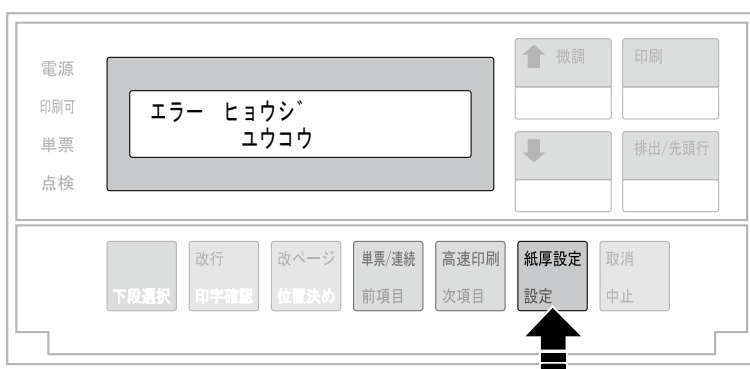 電源
印刷可
単票
点検
エラー ヒョウジ
ユウコウ
微調
印刷
排出/先頭行
下段選択
改行
印字確認
改ページ
位置決め
単票/連続
前項目
高速印刷
次項目
紙厚設定
設定
取消
中止